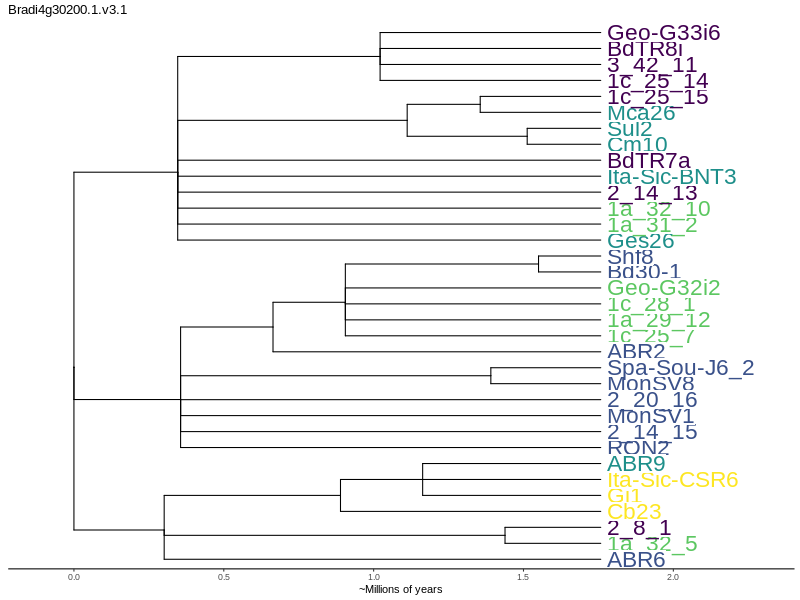 Bradi4g30200.1.v3.1
Geo-G33i6
BdTR8i
3_42_11
1c_25_14
1c_25_15
Mca26
Sul2
Cm10
BdTR7a
Ita-Sic-BNT3
2_14_13
1a_32_10
1a_31_2
Ges26
Shf8
Bd30-1
Geo-G32i2
1c_28_1
1a_29_12
1c_25_7
ABR2
Spa-Sou-J6_2
MonSV8
2_20_16
MonSV1
2_14_15
RON2
ABR9
Ita-Sic-CSR6
Gi1
Cb23
2_8_1
1a_32_5
ABR6
0.0 0.5 1.0 1.5 2.0
~Millions of years